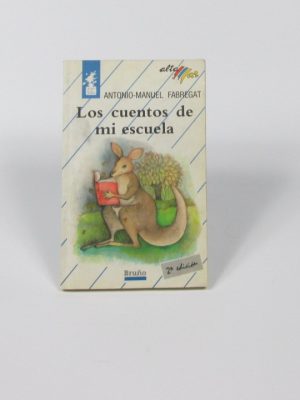 alta mar
ANTONIO-MANUEL FABREGAT
Los cuentos de
mi escuela
Bruño
2ª edición